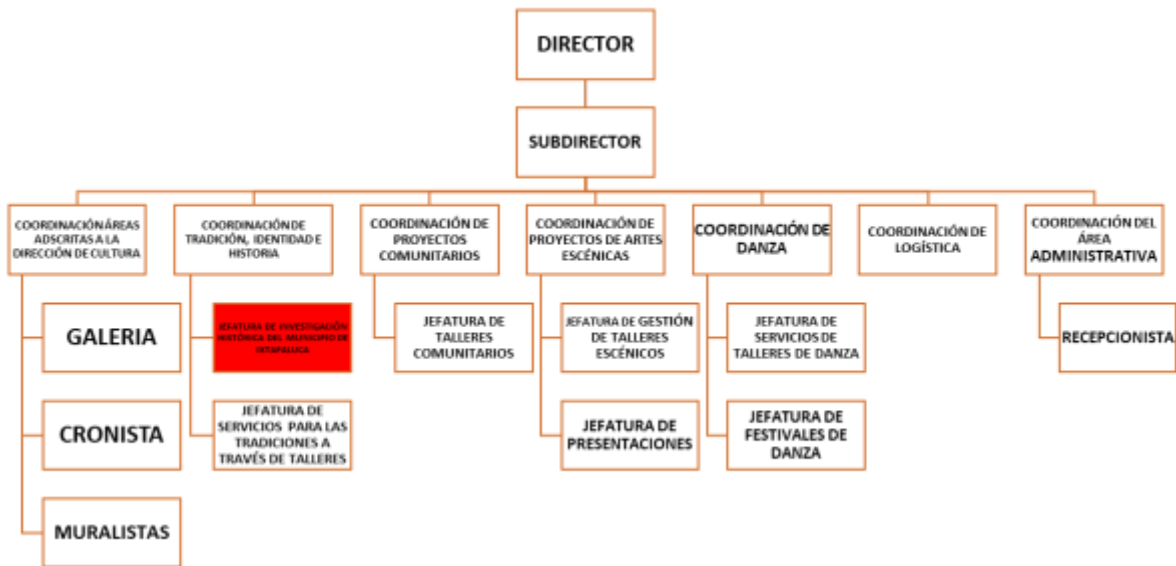 DIRECTOR
SUBDIRECTOR
COORDINACIÓN ÁREAS
ADSCRITAS A LA
DIRECCIÓN DE CULTURA
COORDINACIÓN DE
TRADICIÓN, IDENTIDAD E
HISTORIA
COORDINACIÓN DE
PROYECTOS
COMUNITARIOS
COORDINACIÓN DE
PROYECTOS DE ARTES
ESCÉNICAS
COORDINACIÓN DE
DANZA
COORDINACIÓN DE
LOGÍSTICA
COORDINACIÓN DEL
ÁREA
ADMINISTRATIVA
GALERIA
JEFATURA DE INVESTIGACIÓN
HISTÓRICA DEL MUNICIPIO DE
IXTAPALUCA
JEFATURA DE
TALLERES
COMUNITARIOS
JEFATURA DE GESTIÓN
DE TALLERES
ESCÉNICOS
JEFATURA DE
SERVICIOS DE
TALLERES DE DANZA
RECEPCIONISTA
CRONISTA
JEFATURA DE
SERVICIOS PARA LAS
TRADICIONES A
TRAVÉS DE TALLERES
JEFATURA DE
PRESENTACIONES
JEFATURA DE
FESTIVALES DE
DANZA
MURALISTAS